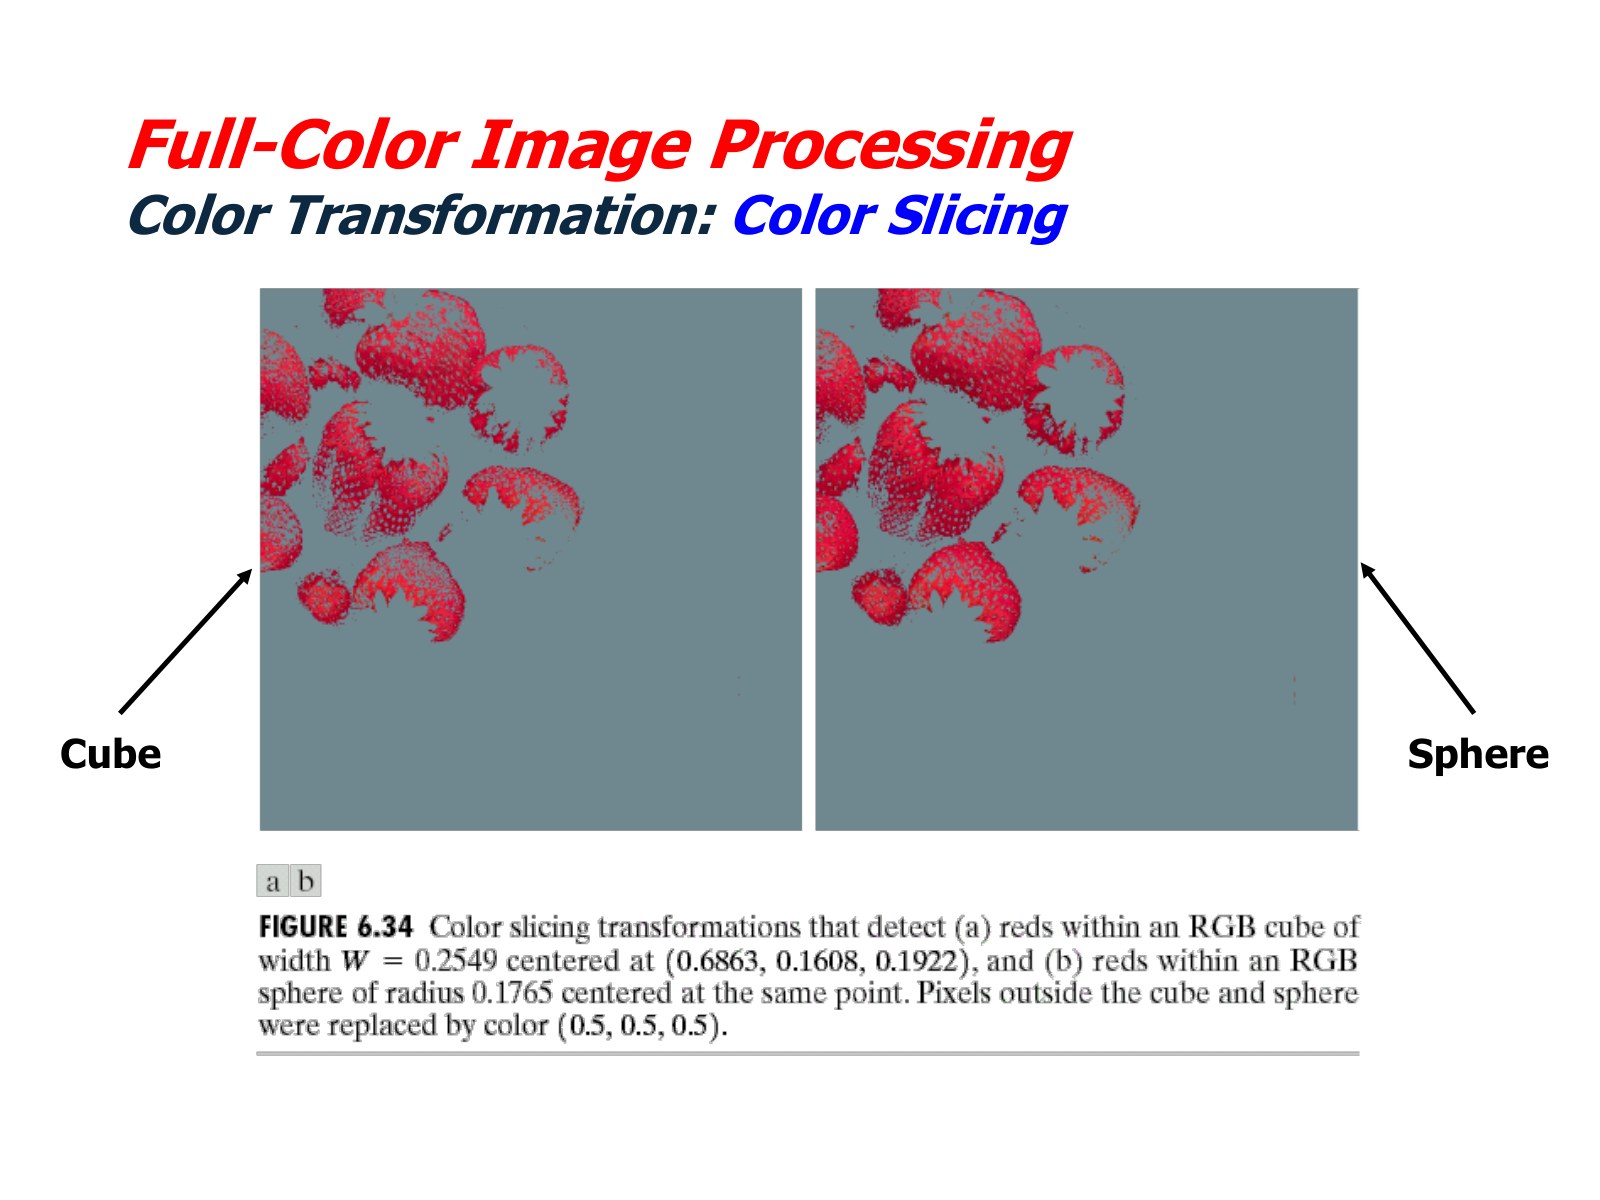 Full-Color Image Processing
Color Transformation: Color Slicing
Cube
Sphere
a b
FIGURE 6.34 Color slicing transformations that detect (a) reds within an RGB cube of
width W = 0.2549 centered at (0.6863, 0.1608, 0.1922), and (b) reds within an RGB
sphere of radius 0.1765 centered at the same point. Pixels outside the cube and sphere
were replaced by color (0.5, 0.5, 0.5).